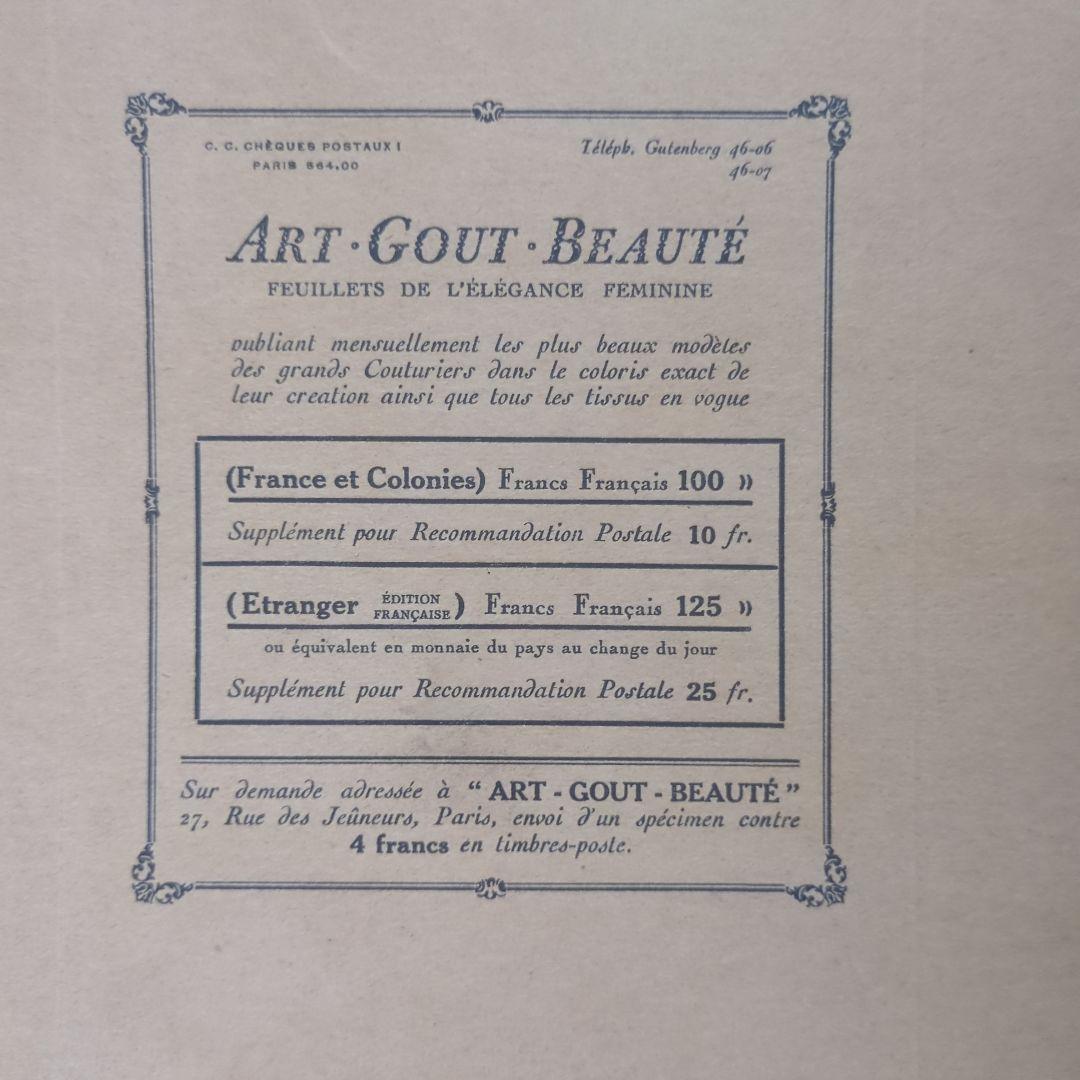 C. C. CHÈQUES POSTAUX I
PARIS 564.00
Téléph. Gutenberg 46-06
46-07
ART · GOUT · BEAUTÉ
FEUILLETS DE L'ÉLÉGANCE FEMININE
publiant mensuellement les plus beaux modèles
des grands Couturiers dans le coloris exact de
leur creation ainsi que tous les tissus en vogue
(France et Colonies) Francs Français 100 »
Supplément pour Recommandation Postale 10 fr.
(Etranger ÉDITION FRANÇAISE) Francs Français 125 »
ou équivalent en monnaie du pays au change du jour
Supplément pour Recommandation Postale 25 fr.
Sur demande adressée à “ ART - GOUT - BEAUTÉ ”
27, Rue des Jeûneurs, Paris, envoi d'un spécimen contre
4 francs en timbres-poste.